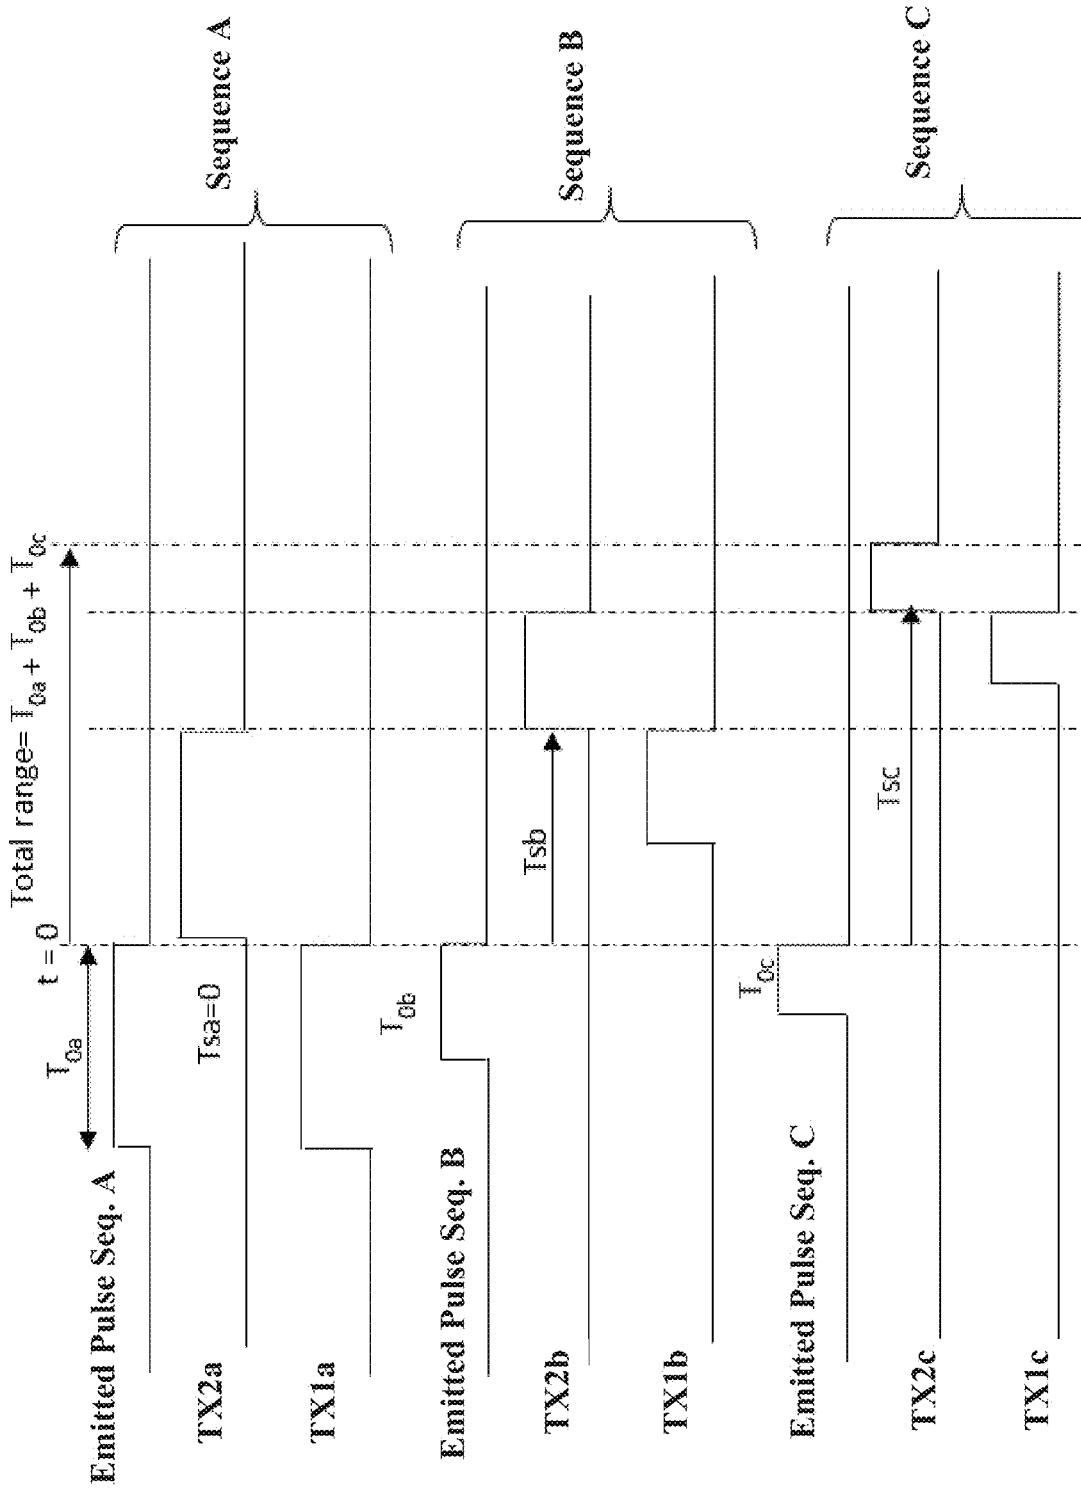 Total range= T0a + T0b + T0c
t = 0
T0a
Emitted Pulse Seq. A
Tsa=0
TX2a
TX1a
Sequence A
T0b
Emitted Pulse Seq. B
Tsb
TX2b
TX1b
Sequence B
T0c
Emitted Pulse Seq. C
Tsc
TX2c
TX1c
Sequence C